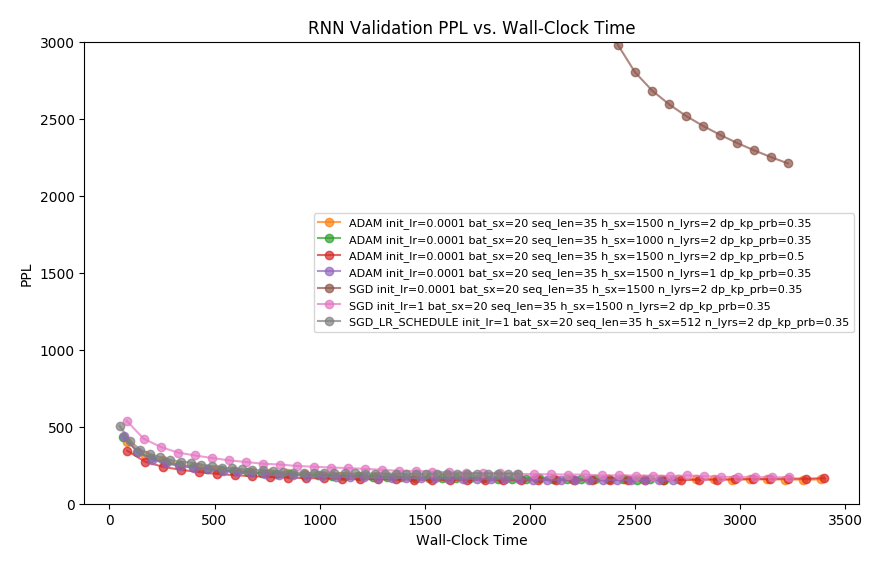 RNN Validation PPL vs. Wall-Clock Time
3000
2500
2000
1500
1000
500
0
PPL
ADAM init_lr=0.0001 bat_sx=20 seq_len=35 h_sx=1500 n_lyrs=2 dp_kp_prb=0.35
ADAM init_lr=0.0001 bat_sx=20 seq_len=35 h_sx=1000 n_lyrs=2 dp_kp_prb=0.35
ADAM init_lr=0.0001 bat_sx=20 seq_len=35 h_sx=1500 n_lyrs=2 dp_kp_prb=0.5
ADAM init_lr=0.0001 bat_sx=20 seq_len=35 h_sx=1500 n_lyrs=1 dp_kp_prb=0.35
SGD init_lr=0.0001 bat_sx=20 seq_len=35 h_sx=1500 n_lyrs=2 dp_kp_prb=0.35
SGD init_lr=1 bat_sx=20 seq_len=35 h_sx=1500 n_lyrs=2 dp_kp_prb=0.35
SGD_LR_SCHEDULE init_lr=1 bat_sx=20 seq_len=35 h_sx=512 n_lyrs=2 dp_kp_prb=0.35
0 500 1000 1500 2000 2500 3000 3500
Wall-Clock Time